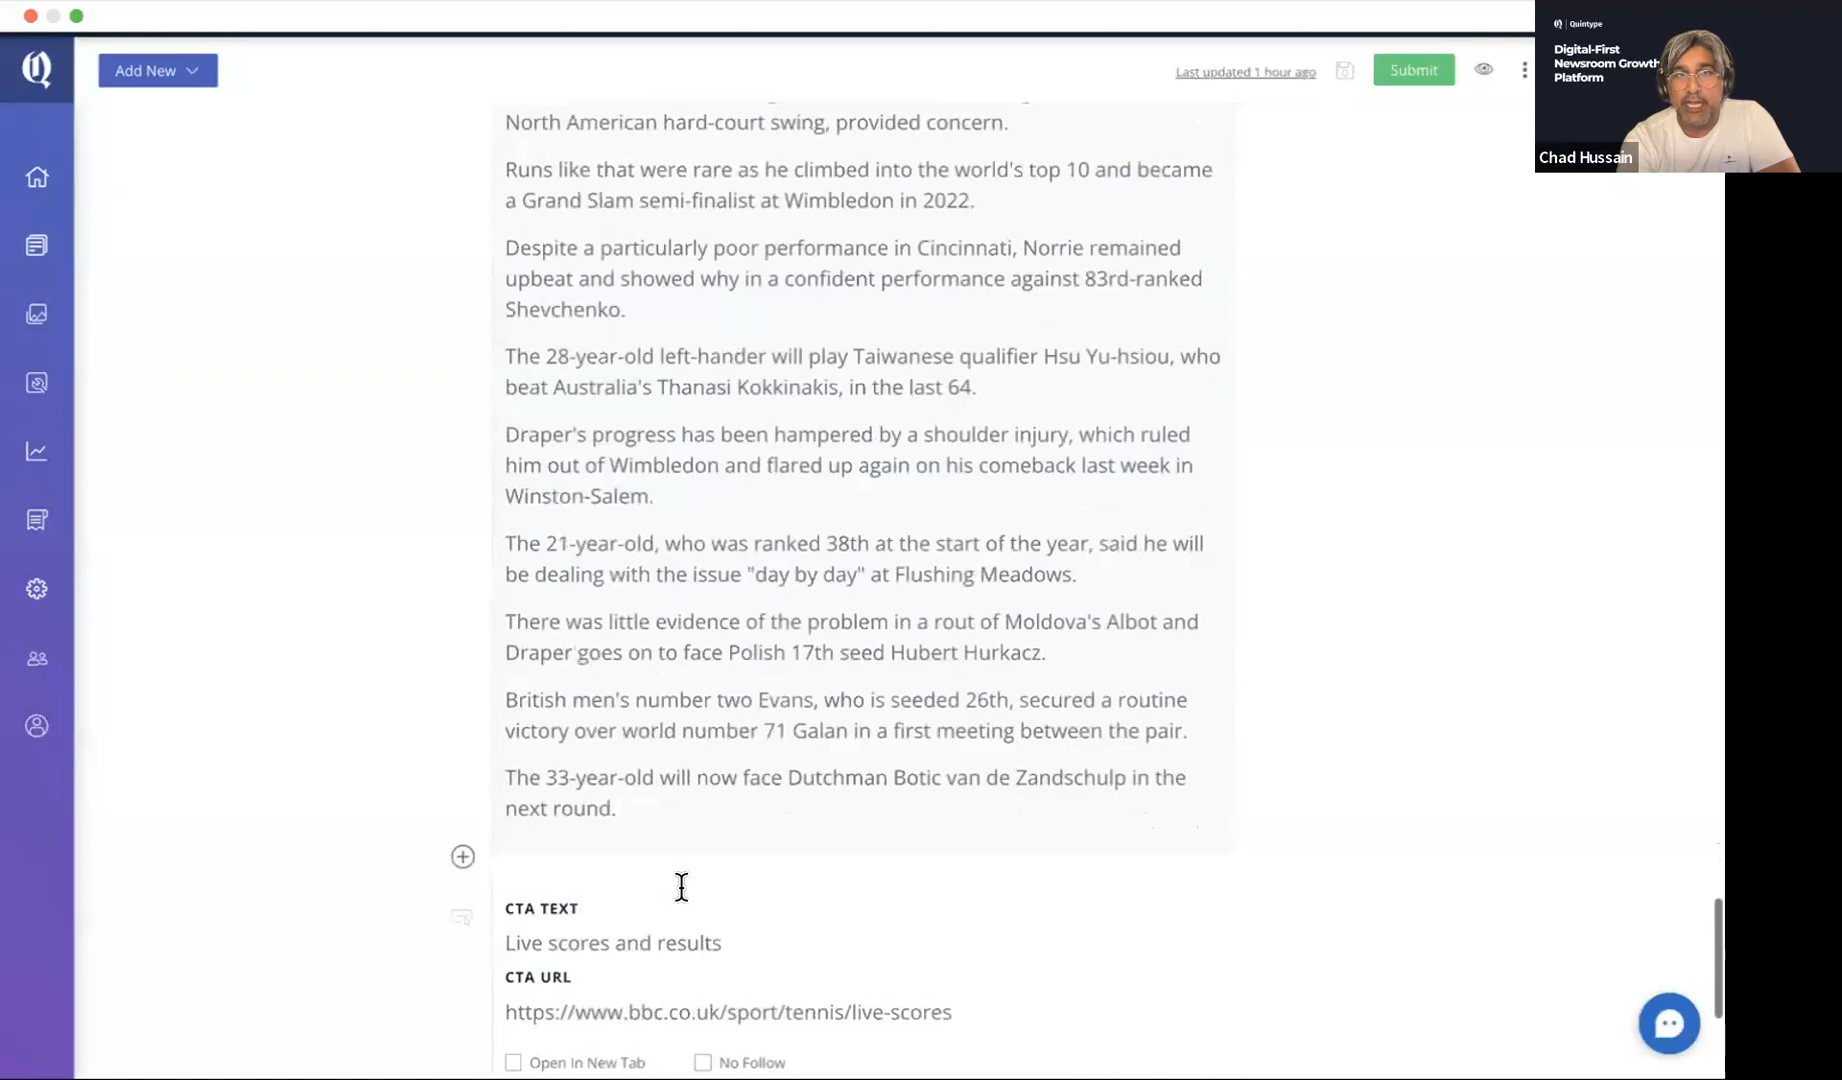 Add New
Last updated 1 hour ago
Submit
Quintype
Digital-First
Newsroom Growth
Platform
Chad Hussain
North American hard-court swing, provided concern.
Runs like that were rare as he climbed into the world's top 10 and became
a Grand Slam semi-finalist at Wimbledon in 2022.
Despite a particularly poor performance in Cincinnati, Norrie remained
upbeat and showed why in a confident performance against 83rd-ranked
Shevchenko.
The 28-year-old left-hander will play Taiwanese qualifier Hsu Yu-hsiou, who
beat Australia's Thanasi Kokkinakis, in the last 64.
Draper's progress has been hampered by a shoulder injury, which ruled
him out of Wimbledon and flared up again on his comeback last week in
Winston-Salem.
The 21-year-old, who was ranked 38th at the start of the year, said he will
be dealing with the issue "day by day" at Flushing Meadows.
There was little evidence of the problem in a rout of Moldova's Albot and
Draper goes on to face Polish 17th seed Hubert Hurkacz.
British men's number two Evans, who is seeded 26th, secured a routine
victory over world number 71 Galan in a first meeting between the pair.
The 33-year-old will now face Dutchman Botic van de Zandschulp in the
next round.
CTA TEXT
Live scores and results
CTA URL
https://www.bbc.co.uk/sport/tennis/live-scores
Open In New Tab
No Follow